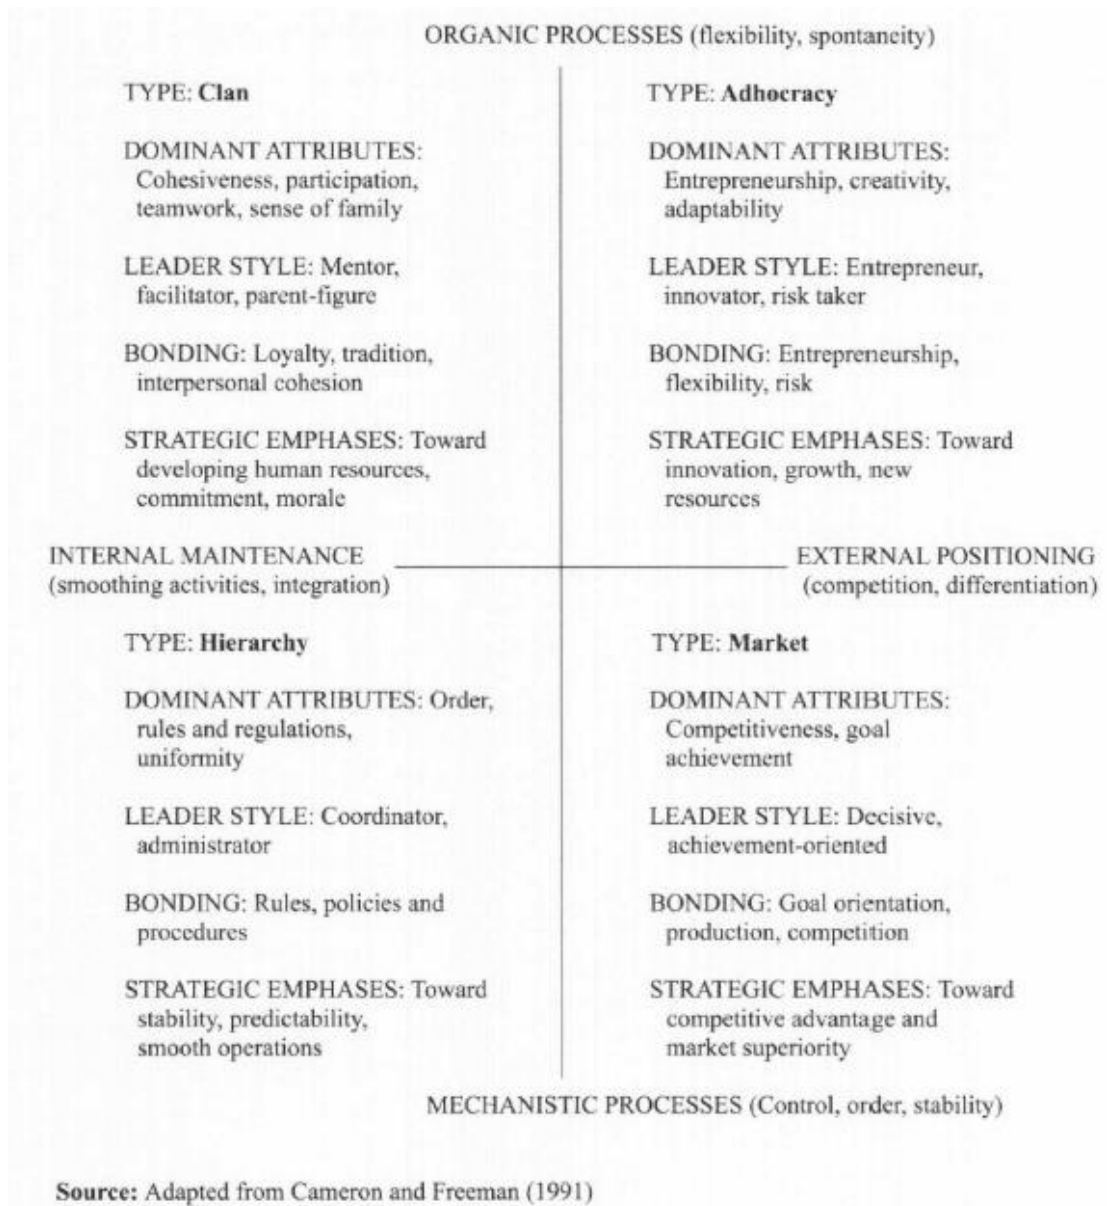 ORGANIC PROCESSES (flexibility, spontaneity)
TYPE: Clan
DOMINANT ATTRIBUTES:
Cohesiveness, participation,
teamwork, sense of family
LEADER STYLE: Mentor,
facilitator, parent-figure
BONDING: Loyalty, tradition,
interpersonal cohesion
STRATEGIC EMPHASES: Toward
developing human resources,
commitment, morale
TYPE: Adhocracy
DOMINANT ATTRIBUTES:
Entrepreneurship, creativity,
adaptability
LEADER STYLE: Entrepreneur,
innovator, risk taker
BONDING: Entrepreneurship,
flexibility, risk
STRATEGIC EMPHASES: Toward
innovation, growth, new
resources
INTERNAL MAINTENANCE
(smoothing activities, integration)
EXTERNAL POSITIONING
(competition, differentiation)
TYPE: Hierarchy
DOMINANT ATTRIBUTES: Order,
rules and regulations,
uniformity
LEADER STYLE: Coordinator,
administrator
BONDING: Rules, policies and
procedures
STRATEGIC EMPHASES: Toward
stability, predictability,
smooth operations
TYPE: Market
DOMINANT ATTRIBUTES:
Competitiveness, goal
achievement
LEADER STYLE: Decisive,
achievement-oriented
BONDING: Goal orientation,
production, competition
STRATEGIC EMPHASES: Toward
competitive advantage and
market superiority
MECHANISTIC PROCESSES (Control, order, stability)
Source: Adapted from Cameron and Freeman (1991)